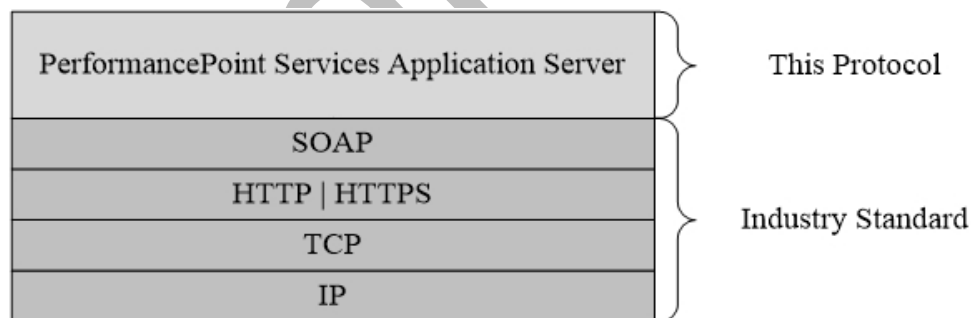 PerformancePoint Services Application Server
This Protocol
SOAP
HTTP | HTTPS
TCP
Industry Standard
IP